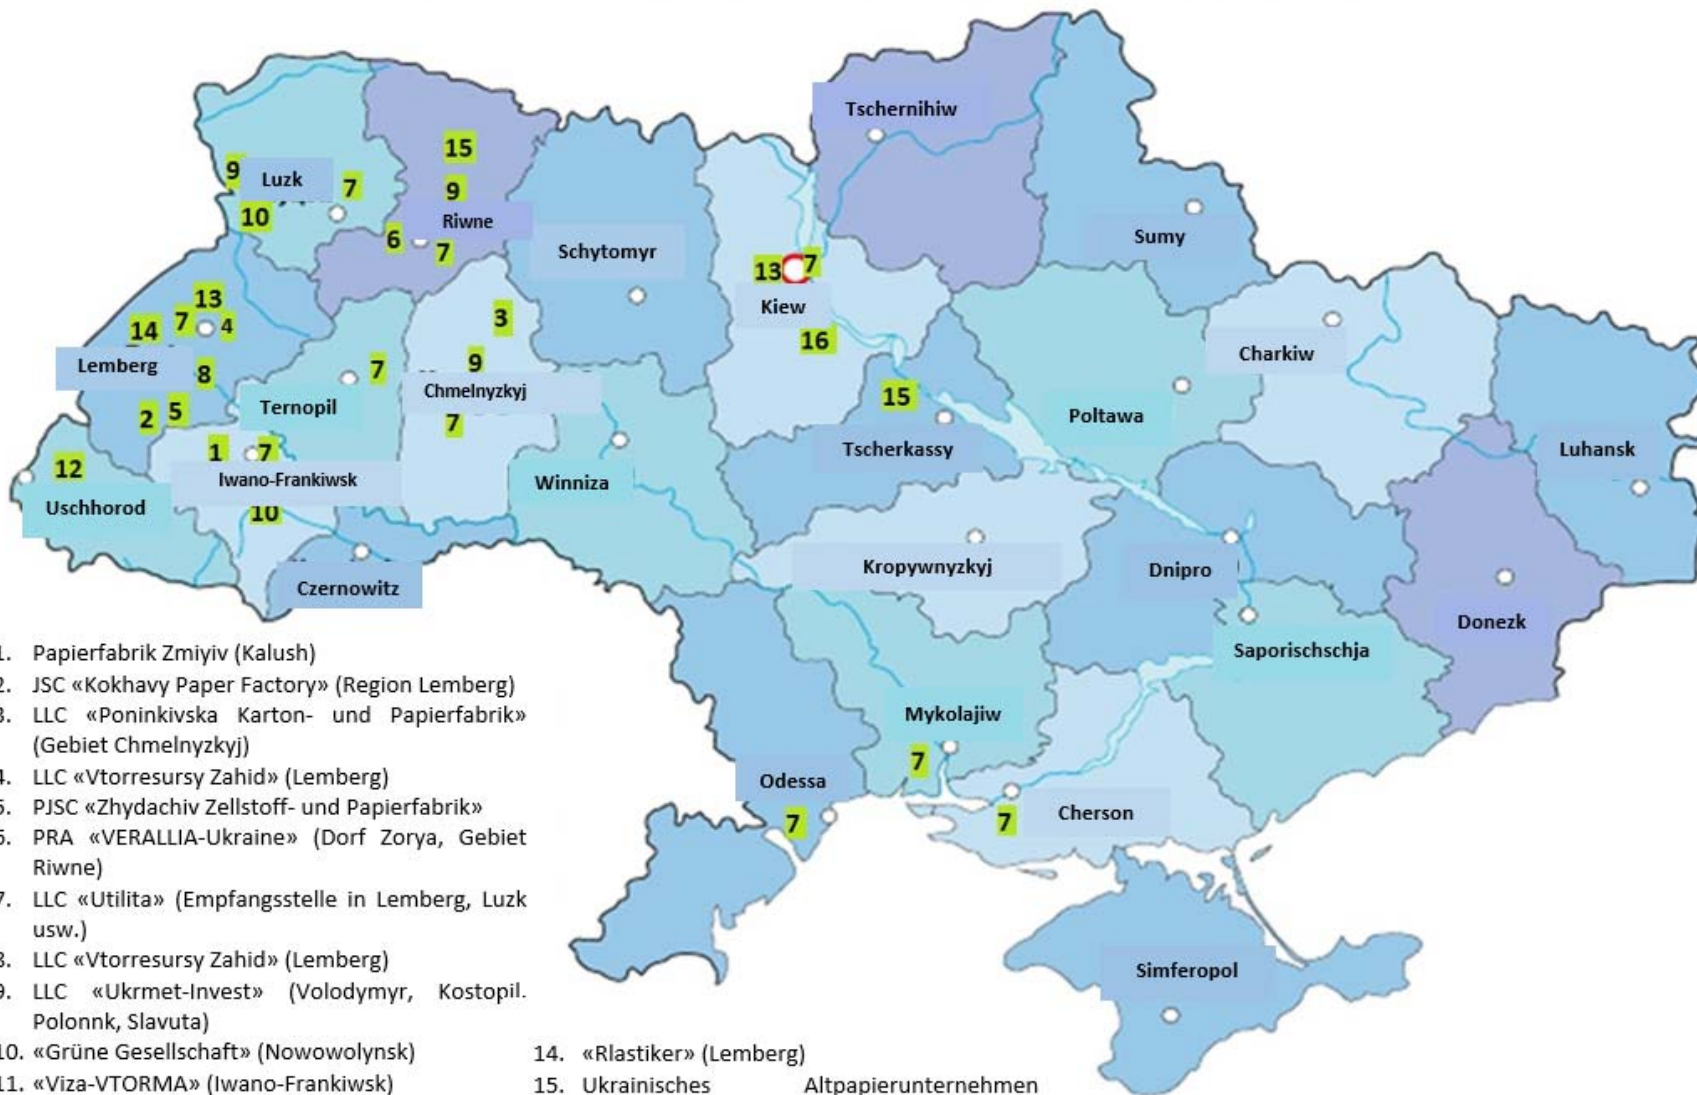 Tschernihiw
15
9
Luzk
7
9
10
Riwne
6
7
Schytomyr
Sumy
13
7
Kiew
16
13
14
7
4
3
Lemberg
8
9
7
Chmelnyzkyj
Charkiw
2
5
Ternopil
7
15
Poltawa
Tscherkassy
Luhansk
1
7
12
Iwano-Frankiwsk
Winniza
Uschhorod
10
Kropywnyzkyj
Dnipro
Czernowitz
Donezk
Saporischschja
Mykolajiw
7
Odessa
7
7
Cherson
Simferopol
1. Papierfabrik Zmiyiv (Kalush)
2. JSC «Kokhavy Paper Factory» (Region Lemberg)
3. LLC «Poninkivska Karton- und Papierfabrik»
(Gebiet Chmelnyzkyj)
4. LLC «Vtorresursy Zahid» (Lemberg)
5. PJSC «Zhydachiv Zellstoff- und Papierfabrik»
6. PRA «VERALLIA-Ukraine» (Dorf Zorya, Gebiet
Riwne)
7. LLC «Utilita» (Empfangsstelle in Lemberg, Luzk
usw.)
8. LLC «Vtorresursy Zahid» (Lemberg)
9. LLC «Ukrmet-Invest» (Volodymyr, Kostopil.
Polonnk, Slavuta)
10. «Grüne Gesellschaft» (Nowowolynsk)
11. «Viza-VTORMA» (Iwano-Frankiwsk)
14. «Rlastiker» (Lemberg)
15. Ukrainisches Altpapierunternehmen